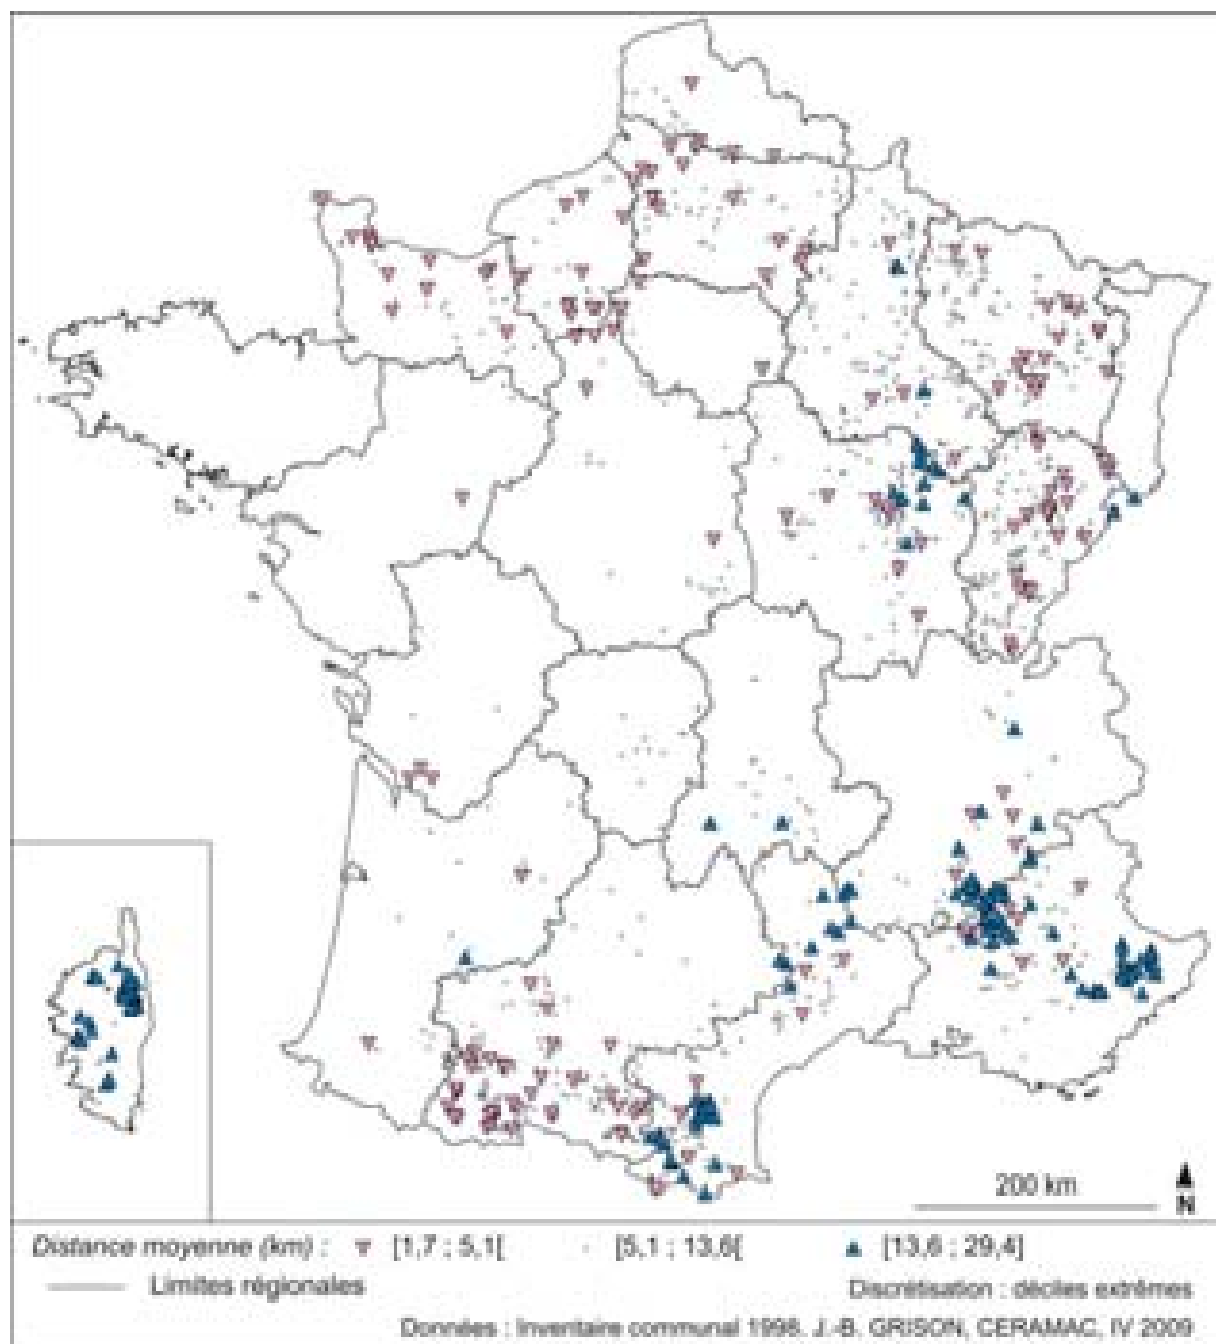 200 km
N
Distance moyenne (km) : [1,7 ; 5,1[ [5,1 ; 13,6[ [13,6 ; 29,4]
Limites régionales Discrétisation : déciles extrêmes
Données : Inventaire communal 1998, J.-B. GRISON, CERAMAC, IV 2009